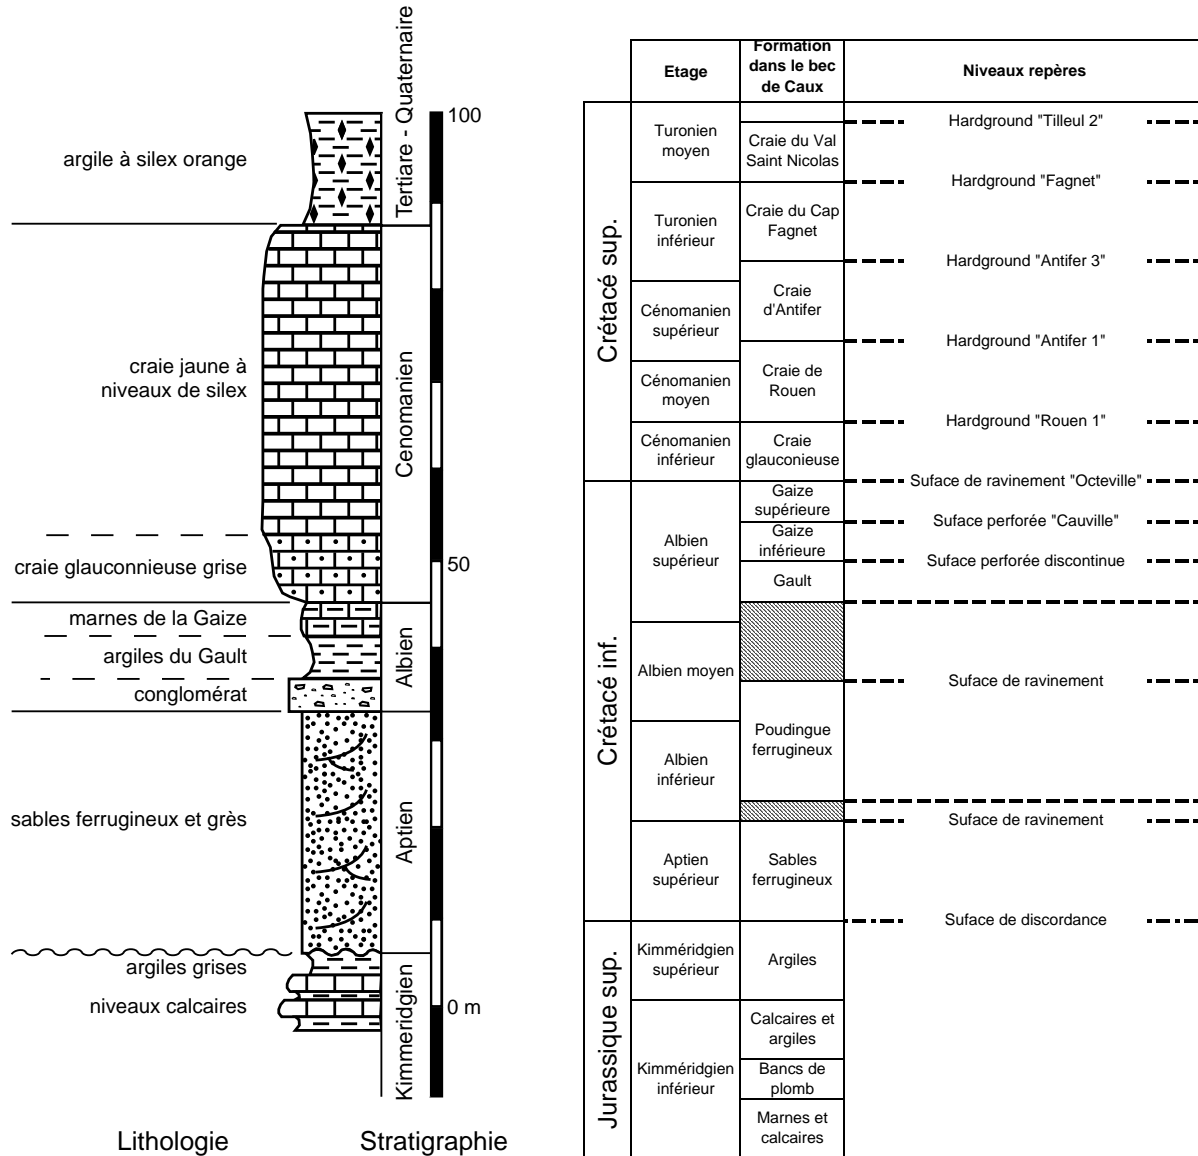 Tertiare - Quaternaire
100
argile à silex orange
craie jaune à
niveaux de silex
Cenomanien
craie glauconnieuse grise
50
marnes de la Gaize
argiles du Gault
conglomérat
Albien
sables ferrugineux et grès
Aptien
argiles grises
niveaux calcaires
0 m
Kimmeridgien
Lithologie
Stratigraphie
Etage
Formation
dans le bec
de Caux
Niveaux repères
Crétacé sup.
Turonien
moyen
Craie du Val
Saint Nicolas
Hardground "Tilleul 2"
Hardground "Fagnet"
Turonien
inférieur
Craie du Cap
Fagnet
Hardground "Antifer 3"
Cénomanien
supérieur
Craie
d'Antifer
Hardground "Antifer 1"
Cénomanien
moyen
Craie de
Rouen
Hardground "Rouen 1"
Cénomanien
inférieur
Craie
glauconieuse
Suface de ravinement "Octeville"
Crétacé inf.
Albien
supérieur
Gaize
supérieure
Suface perforée "Cauville"
Gaize
inférieure
Suface perforée discontinue
Gault
Albien moyen
Suface de ravinement
Albien
inférieur
Poudingue
ferrugineux
Suface de ravinement
Aptien
supérieur
Sables
ferrugineux
Suface de discordance
Jurassique sup.
Kimméridgien
supérieur
Argiles
Kimméridgien
inférieur
Calcaires et
argiles
Bancs de
plomb
Marnes et
calcaires